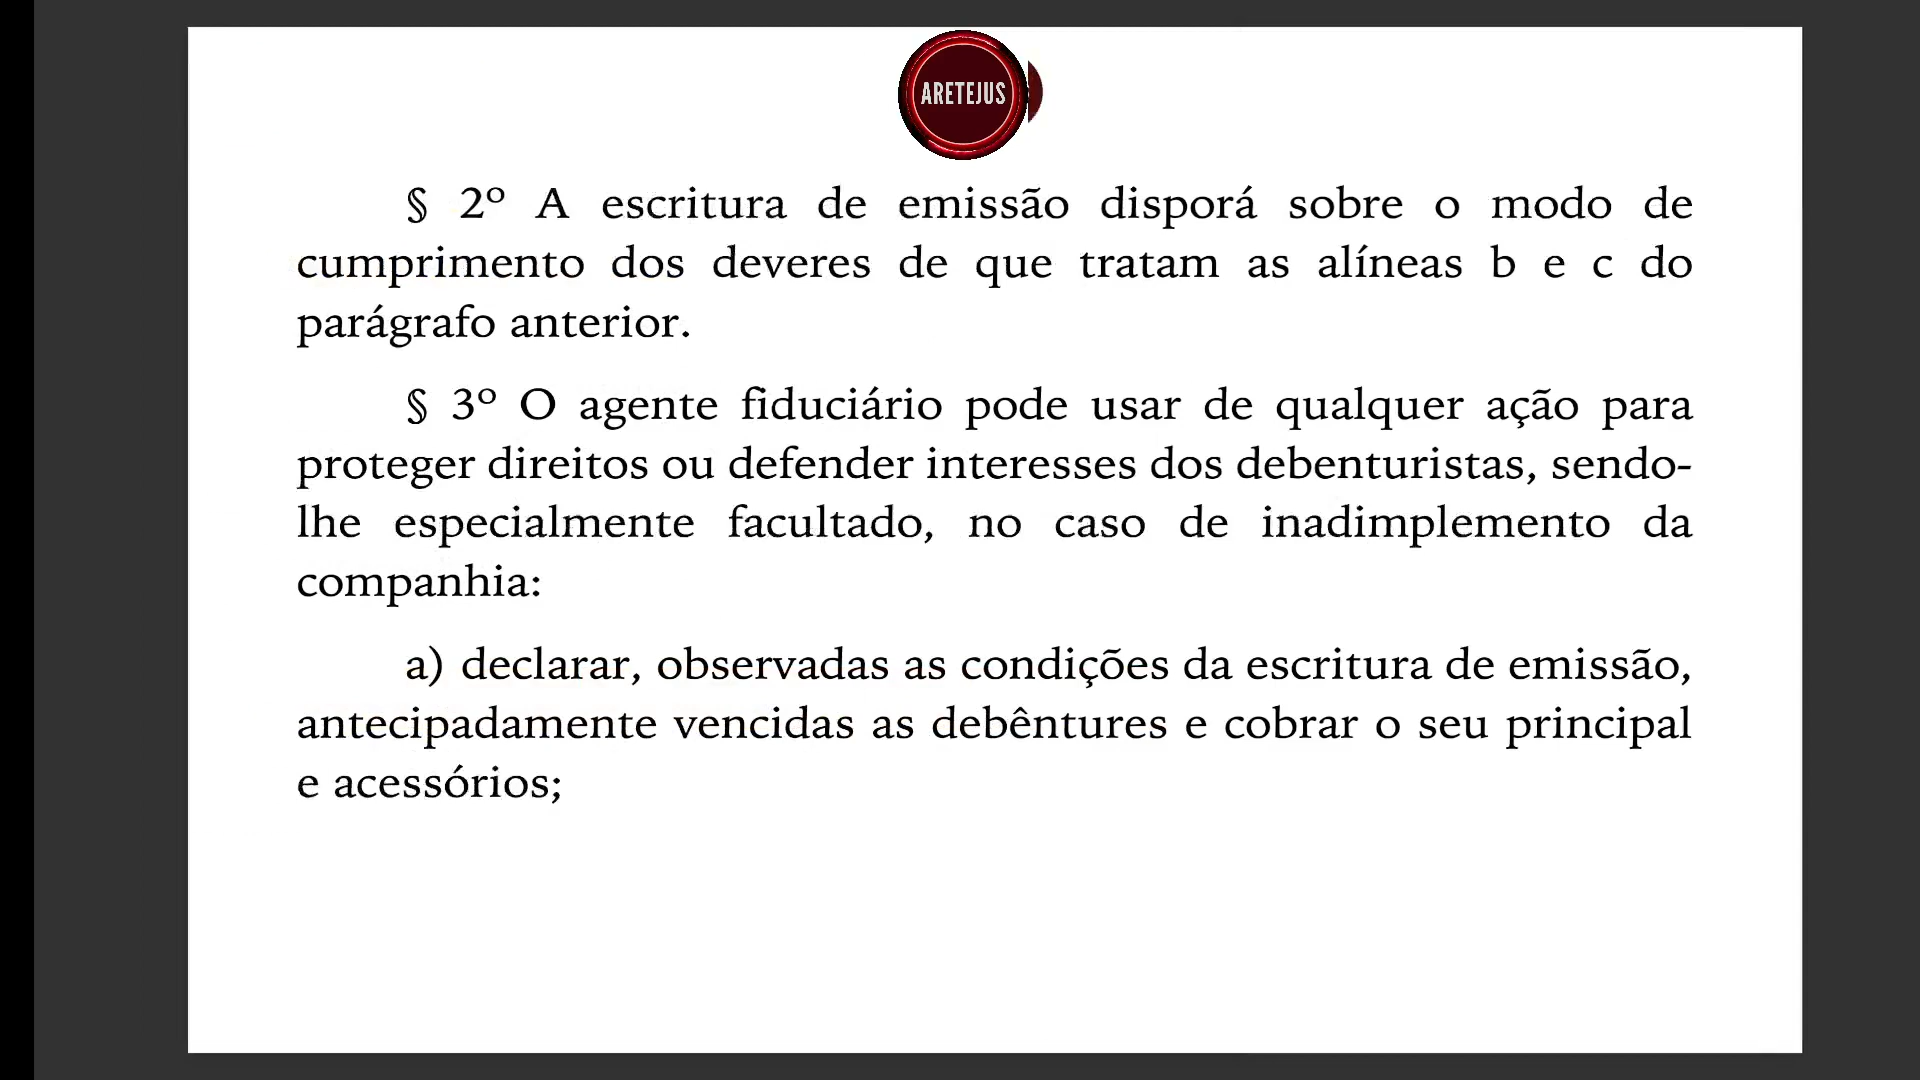 ARETEJUS
§ 2º A escritura de emissão disporá sobre o modo de
cumprimento dos deveres de que tratam as alíneas b e c do
parágrafo anterior.
§ 3º O agente fiduciário pode usar de qualquer ação para
proteger direitos ou defender interesses dos debenturistas, sendo-
lhe especialmente facultado, no caso de inadimplemento da
companhia:
a) declarar, observadas as condições da escritura de emissão,
antecipadamente vencidas as debêntures e cobrar o seu principal
e acessórios;